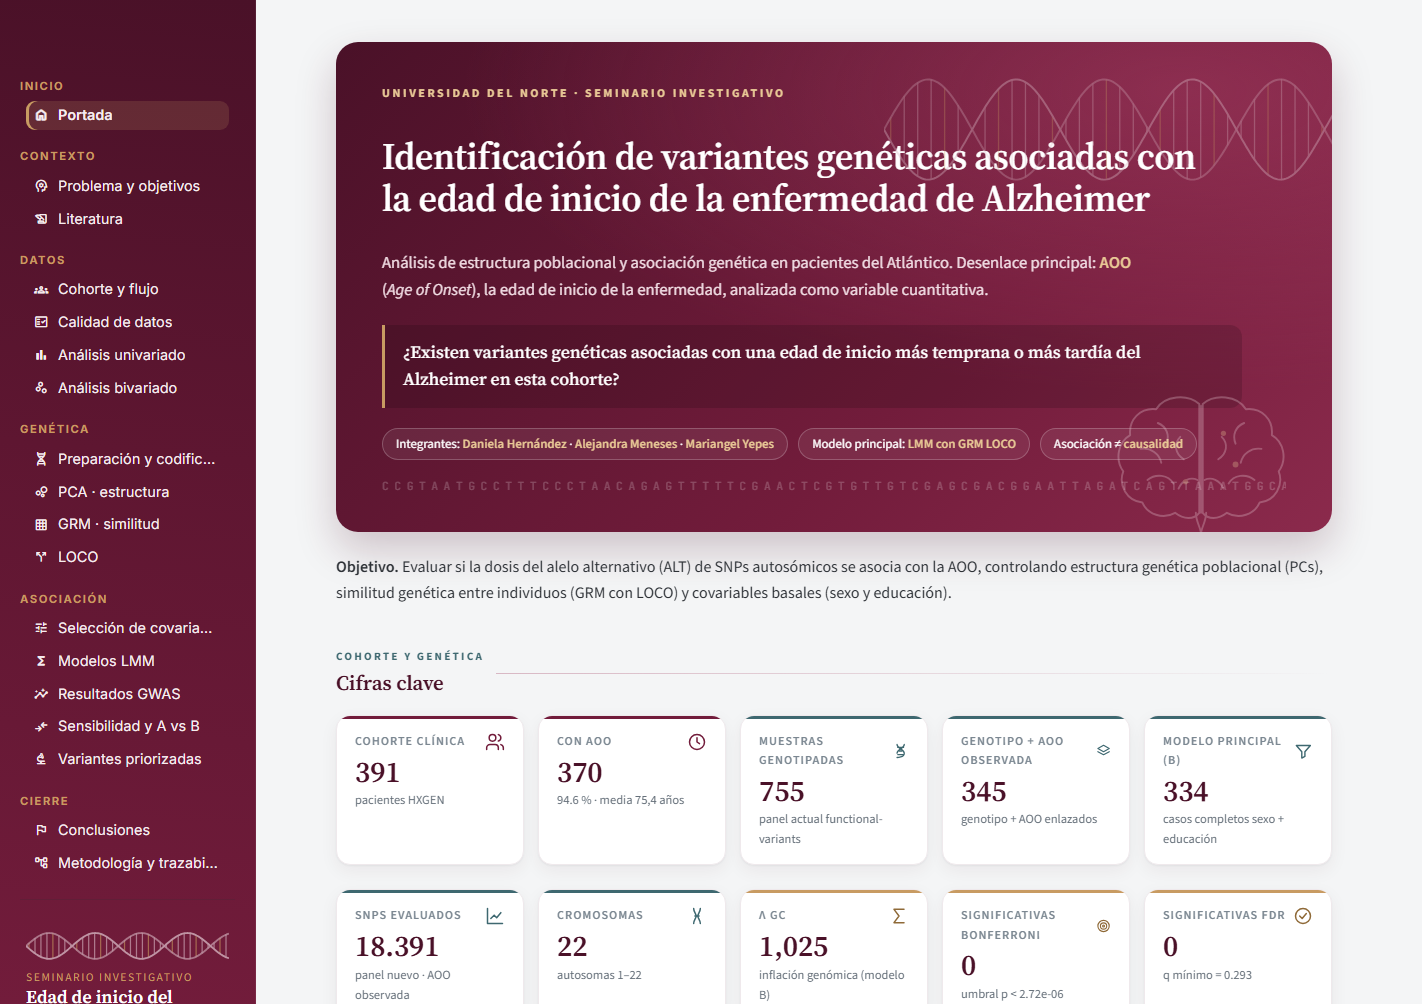 INICIO
Portada
CONTEXTO
Problema y objetivos
Literatura
DATOS
Cohorte y flujo
Calidad de datos
Análisis univariado
Análisis bivariado
GENÉTICA
Preparación y codific...
PCA · estructura
GRM · similitud
LOCO
ASOCIACIÓN
Selección de covaria...
Modelos LMM
Resultados GWAS
Sensibilidad y A vs B
Variantes priorizadas
CIERRE
Conclusiones
Metodología y trazabi...
SEMINARIO INVESTIGATIVO
Edad de inicio del
UNIVERSIDAD DEL NORTE · SEMINARIO INVESTIGATIVO
Identificación de variantes genéticas asociadas con
la edad de inicio de la enfermedad de Alzheimer
Análisis de estructura poblacional y asociación genética en pacientes del Atlántico. Desenlace principal: AOO
(Age of Onset), la edad de inicio de la enfermedad, analizada como variable cuantitativa.
¿Existen variantes genéticas asociadas con una edad de inicio más temprana o más tardía del
Alzheimer en esta cohorte?
Integrantes: Daniela Hernández · Alejandra Meneses · Mariangel Yepes
Modelo principal: LMM con GRM LOCO
Asociación ≠ causalidad
CCGTAATGCCTTTCCCTAACAGAGTTTTTCGAACTCGTGTTGTCGAGCGACGGAATTAGATCAGTTAAATGGCA
Objetivo. Evaluar si la dosis del alelo alternativo (ALT) de SNPs autosómicos se asocia con la AOO, controlando estructura genética poblacional (PCs),
similitud genética entre individuos (GRM con LOCO) y covariables basales (sexo y educación).
COHORTE Y GENÉTICA
Cifras clave
COHORTE CLÍNICA
391
pacientes HXGEN
CON AOO
370
94.6 % · media 75,4 años
MUESTRAS
GENOTIPADAS
755
panel actual functional-
variants
GENOTIPO + AOO
OBSERVADA
345
genotipo + AOO enlazados
MODELO PRINCIPAL
(B)
334
casos completos sexo +
educación
SNPS EVALUADOS
18.391
panel nuevo · AOO
observada
CROMOSOMAS
22
autosomas 1–22
Λ GC
1,025
inflación genómica (modelo
B)
SIGNIFICATIVAS
BONFERRONI
0
umbral p < 2.72e-06
SIGNIFICATIVAS FDR
0
q mínimo = 0.293